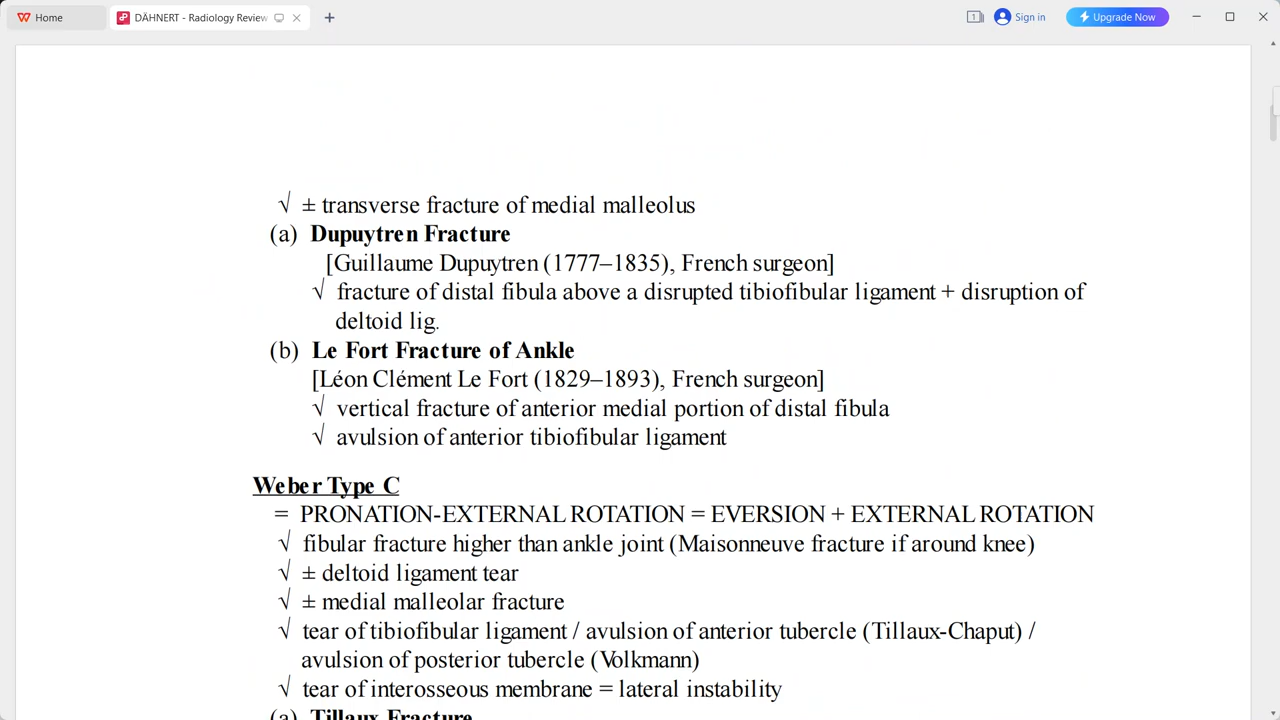 Home
DÄHNERT - Radiology Review
1
Sign in
Upgrade Now
√ ± transverse fracture of medial malleolus
(a) Dupuytren Fracture
[Guillaume Dupuytren (1777–1835), French surgeon]
√ fracture of distal fibula above a disrupted tibiofibular ligament + disruption of
deltoid lig.
(b) Le Fort Fracture of Ankle
[Léon Clément Le Fort (1829–1893), French surgeon]
√ vertical fracture of anterior medial portion of distal fibula
√ avulsion of anterior tibiofibular ligament
Weber Type C
= PRONATION-EXTERNAL ROTATION = EVERSION + EXTERNAL ROTATION
√ fibular fracture higher than ankle joint (Maisonneuve fracture if around knee)
√ ± deltoid ligament tear
√ ± medial malleolar fracture
√ tear of tibiofibular ligament / avulsion of anterior tubercle (Tillaux-Chaput) /
avulsion of posterior tubercle (Volkmann)
√ tear of interosseous membrane = lateral instability
(a) Tillaux Fracture